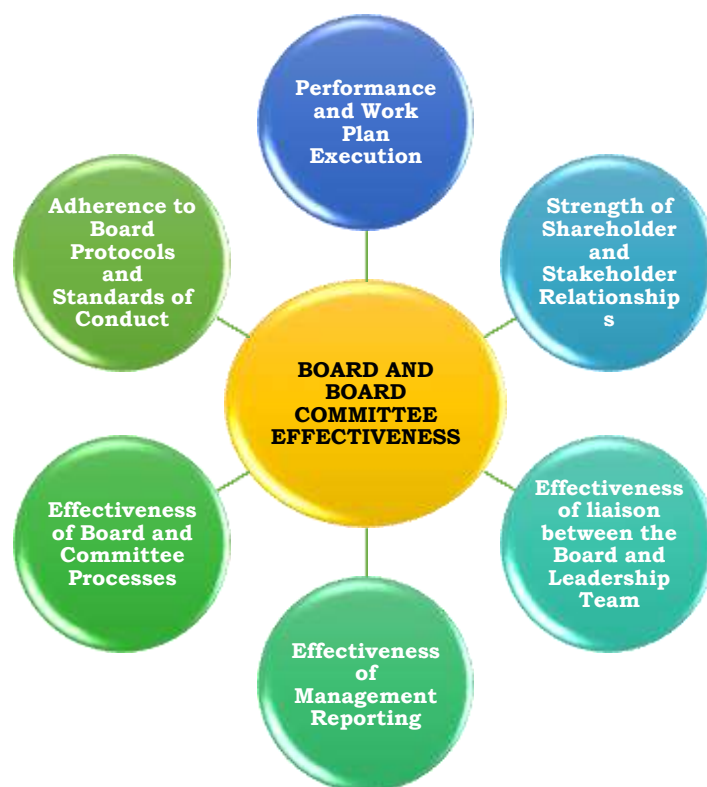 Performance
and Work
Plan
Execution
Strength of
Shareholder
and
Stakeholder
Relationship
s
Effectiveness
of liaison
between the
Board and
Leadership
Team
Effectiveness
of
Management
Reporting
Effectiveness
of Board and
Committee
Processes
Adherence to
Board
Protocols
and
Standards of
Conduct
BOARD AND
BOARD
COMMITTEE
EFFECTIVENESS